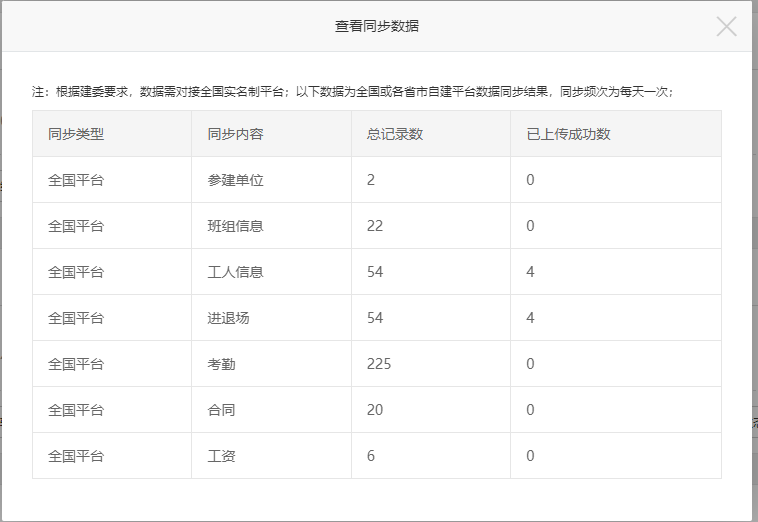 查看同步数据
注：根据建委要求，数据需对接全国实名制平台；以下数据为全国或各省市自建平台数据同步结果，同步频次为每天一次；
同步类型 同步内容 总记录数 已上传成功数
全国平台 参建单位 2 0
全国平台 班组信息 22 0
全国平台 工人信息 54 4
全国平台 进退场 54 4
全国平台 考勤 225 0
全国平台 合同 20 0
全国平台 工资 6 0